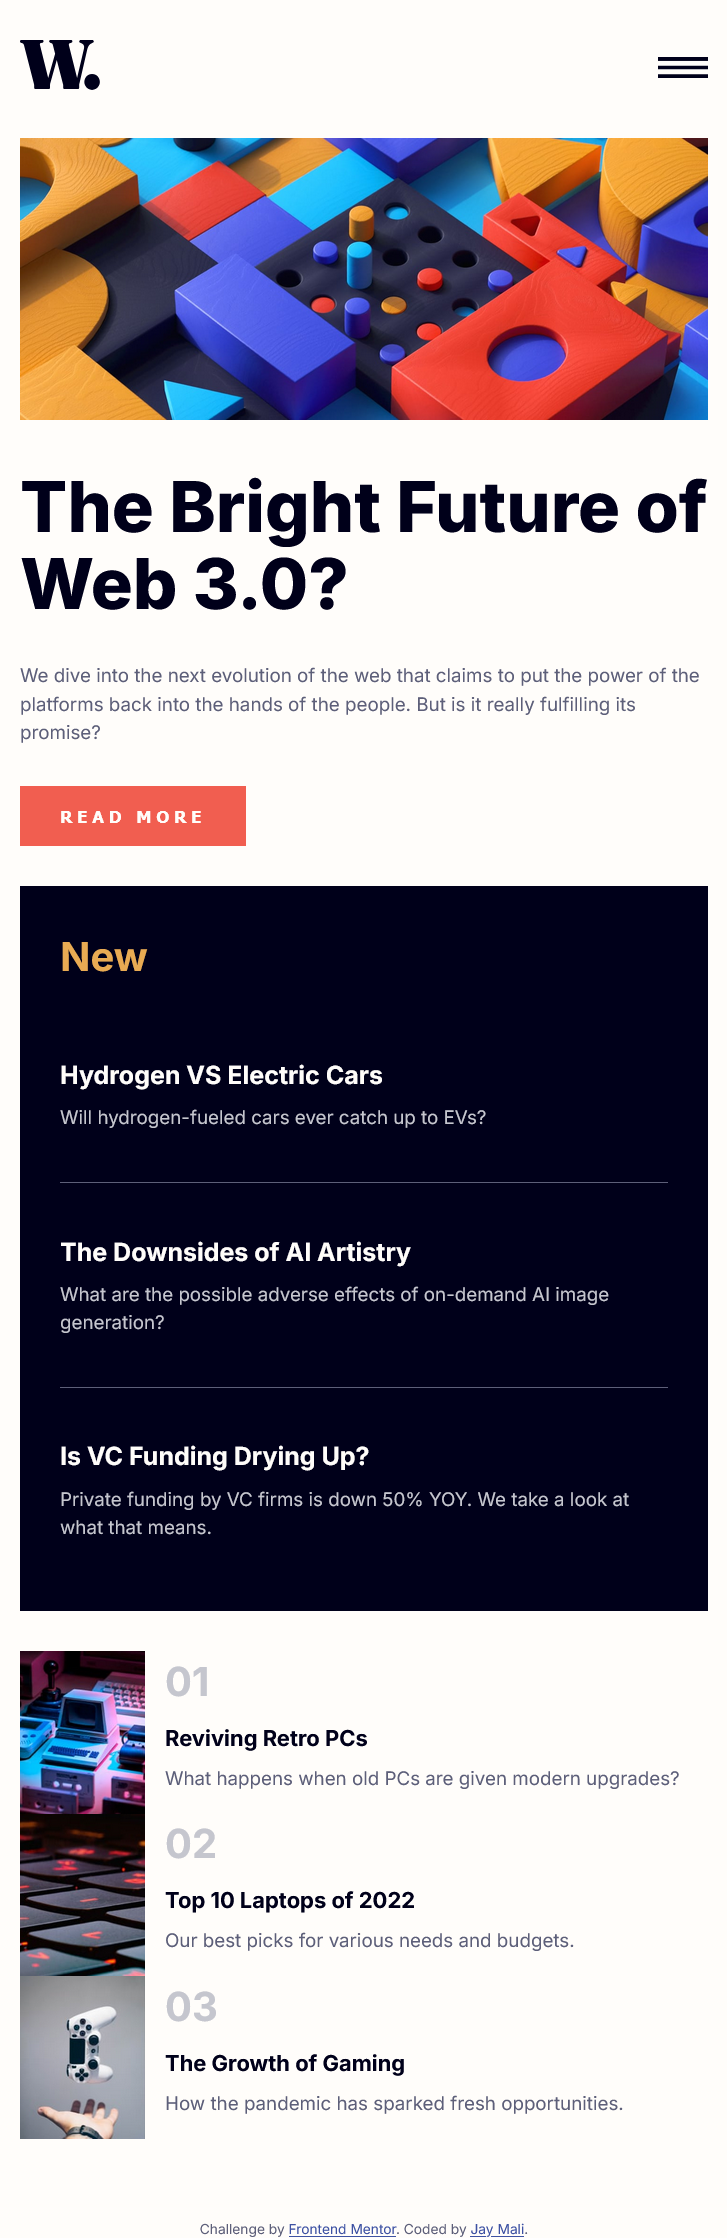 W.
The Bright Future of
Web 3.0?
We dive into the next evolution of the web that claims to put the power of the
platforms back into the hands of the people. But is it really fulfilling its
promise?
READ MORE
New
Hydrogen VS Electric Cars
Will hydrogen-fueled cars ever catch up to EVs?
The Downsides of AI Artistry
What are the possible adverse effects of on-demand AI image
generation?
Is VC Funding Drying Up?
Private funding by VC firms is down 50% YOY. We take a look at
what that means.
01
Reviving Retro PCs
What happens when old PCs are given modern upgrades?
02
Top 10 Laptops of 2022
Our best picks for various needs and budgets.
03
The Growth of Gaming
How the pandemic has sparked fresh opportunities.
Challenge by Frontend Mentor. Coded by Jay Mali.